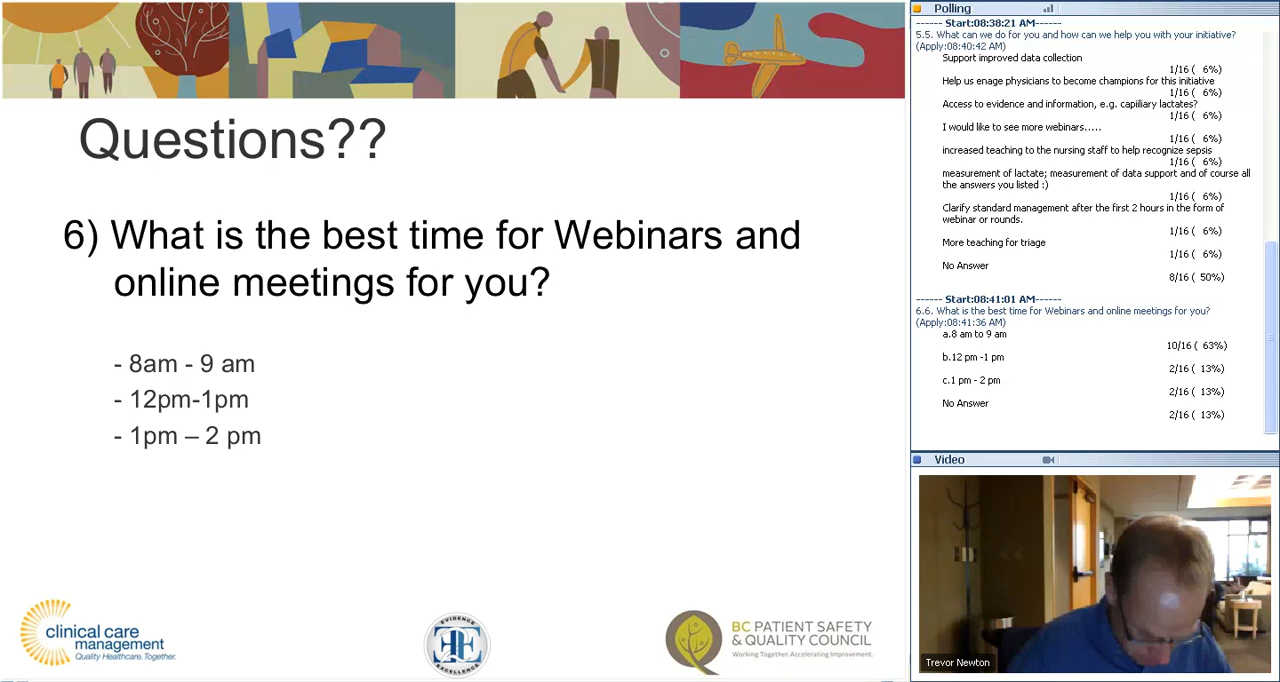 Questions??
6) What is the best time for Webinars and
online meetings for you?
- 8am - 9 am
- 12pm-1pm
- 1pm – 2 pm
clinical care
management
Quality Healthcare. Together.
EVIDENCE
EXCELLENCE
BC PATIENT SAFETY
& QUALITY COUNCIL
Working Together. Accelerating Improvement.
Polling
------ Start:08:38:21 AM------
5.5. What can we do for you and how can we help you with your initiative?
(Apply:08:40:42 AM)
Support improved data collection
1/16 ( 6%)
Help us enage physicians to become champions for this initiative
1/16 ( 6%)
Access to evidence and information, e.g. capiliary lactates?
1/16 ( 6%)
I would like to see more webinars.....
1/16 ( 6%)
increased teaching to the nursing staff to help recognize sepsis
1/16 ( 6%)
measurement of lactate; measurement of data support and of course all
the answers you listed :)
1/16 ( 6%)
Clarify standard management after the first 2 hours in the form of
webinar or rounds.
1/16 ( 6%)
More teaching for triage
1/16 ( 6%)
No Answer
8/16 ( 50%)
------ Start:08:41:01 AM------
6.6. What is the best time for Webinars and online meetings for you?
(Apply:08:41:36 AM)
a.8 am to 9 am
10/16 ( 63%)
b.12 pm -1 pm
2/16 ( 13%)
c.1 pm - 2 pm
2/16 ( 13%)
No Answer
2/16 ( 13%)
Video
Trevor Newton